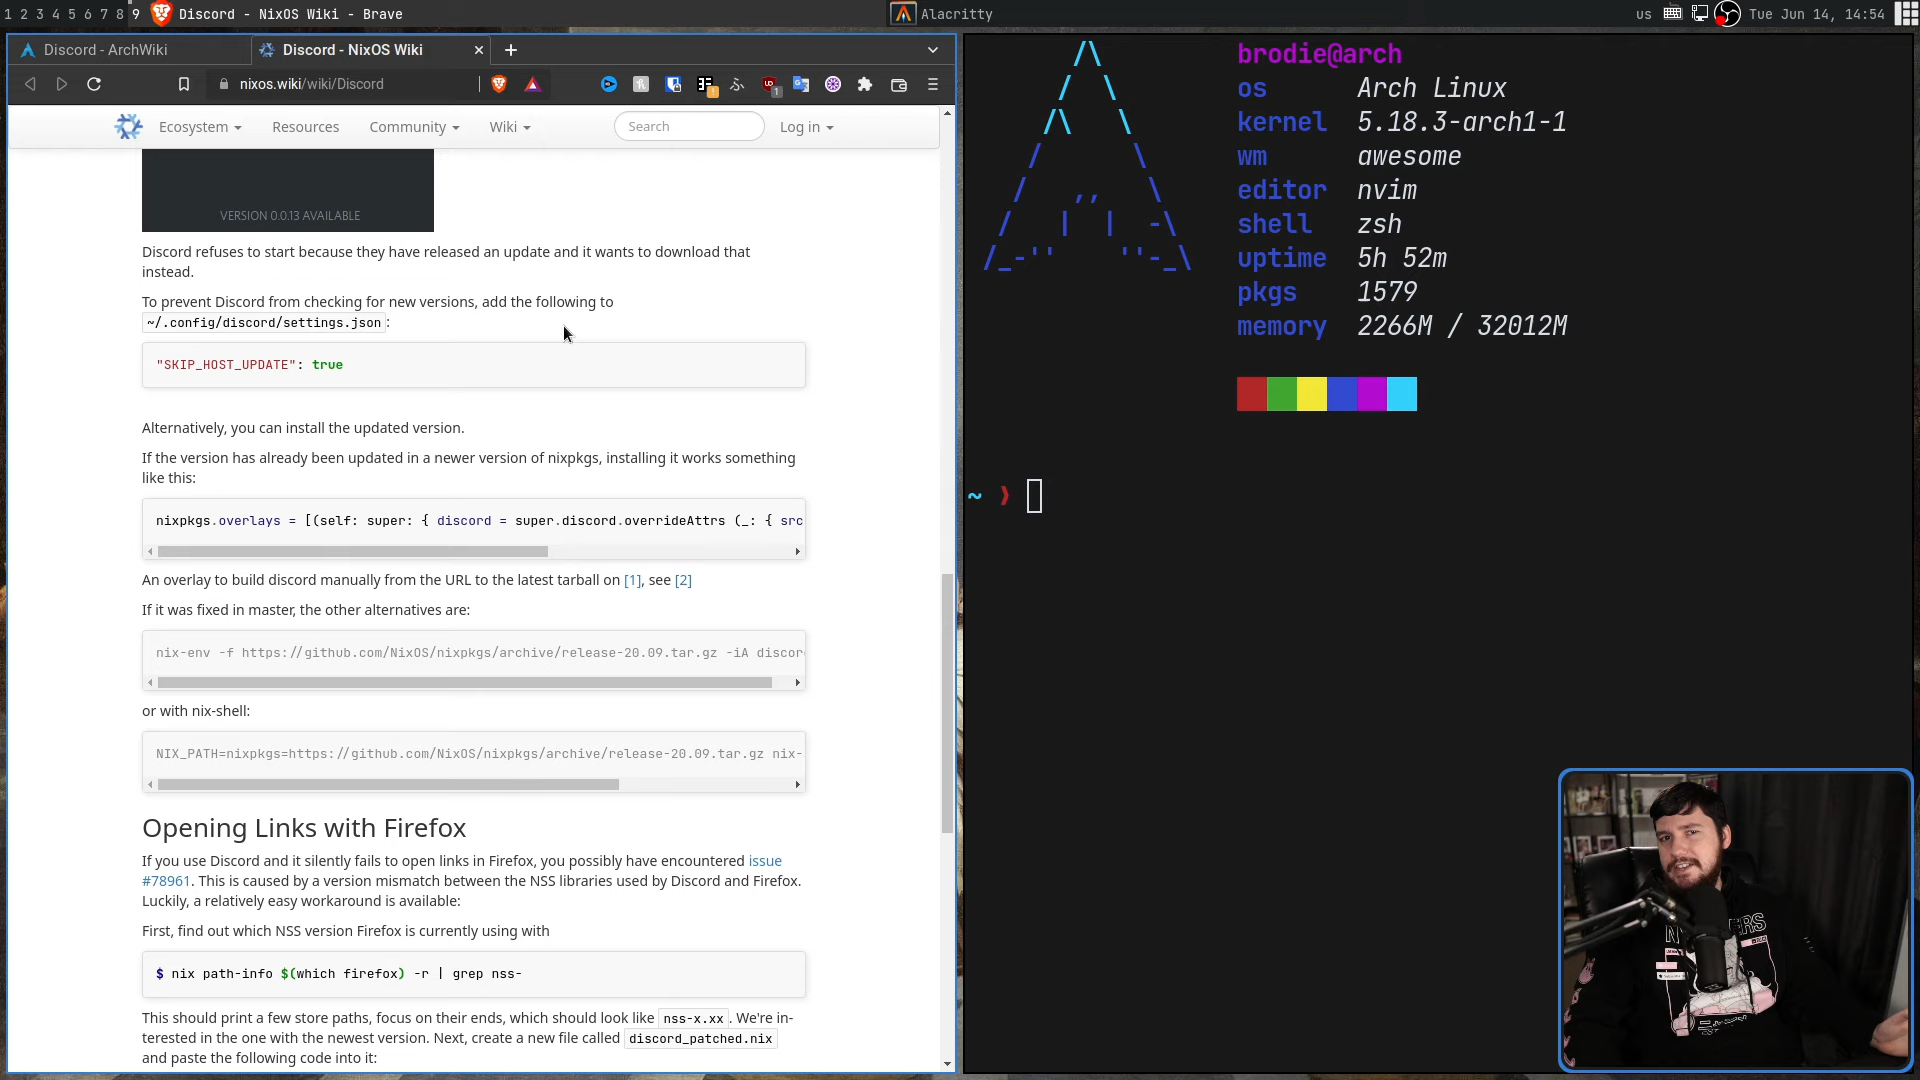 1 2 3 4 5 6 7 8 9 Discord - NixOS Wiki - Brave
Alacritty
us Tue Jun 14, 14:54
Discord - ArchWiki
Discord - NixOS Wiki
nixos.wiki/wiki/Discord
Ecosystem Resources Community Wiki Search Log in
VERSION 0.0.13 AVAILABLE
Discord refuses to start because they have released an update and it wants to download that
instead.
To prevent Discord from checking for new versions, add the following to
~/.config/discord/settings.json:
"SKIP_HOST_UPDATE": true
Alternatively, you can install the updated version.
If the version has already been updated in a newer version of nixpkgs, installing it works something
like this:
nixpkgs.overlays = [(self: super: { discord = super.discord.overrideAttrs (_: { src
An overlay to build discord manually from the URL to the latest tarball on [1], see [2]
If it was fixed in master, the other alternatives are:
nix-env -f https://github.com/NixOS/nixpkgs/archive/release-20.09.tar.gz -iA discor
or with nix-shell:
NIX_PATH=nixpkgs=https://github.com/NixOS/nixpkgs/archive/release-20.09.tar.gz nix-
Opening Links with Firefox
If you use Discord and it silently fails to open links in Firefox, you possibly have encountered issue
#78961. This is caused by a version mismatch between the NSS libraries used by Discord and Firefox.
Luckily, a relatively easy workaround is available:
First, find out which NSS version Firefox is currently using with
$ nix path-info $(which firefox) -r | grep nss-
This should print a few store paths, focus on their ends, which should look like nss-x.xx. We're in-
terested in the one with the newest version. Next, create a new file called discord_patched.nix
and paste the following code into it:
brodie@arch
os Arch Linux
kernel 5.18.3-arch1-1
wm awesome
editor nvim
shell zsh
uptime 5h 52m
pkgs 1579
memory 2266M / 32012M
~ ❯